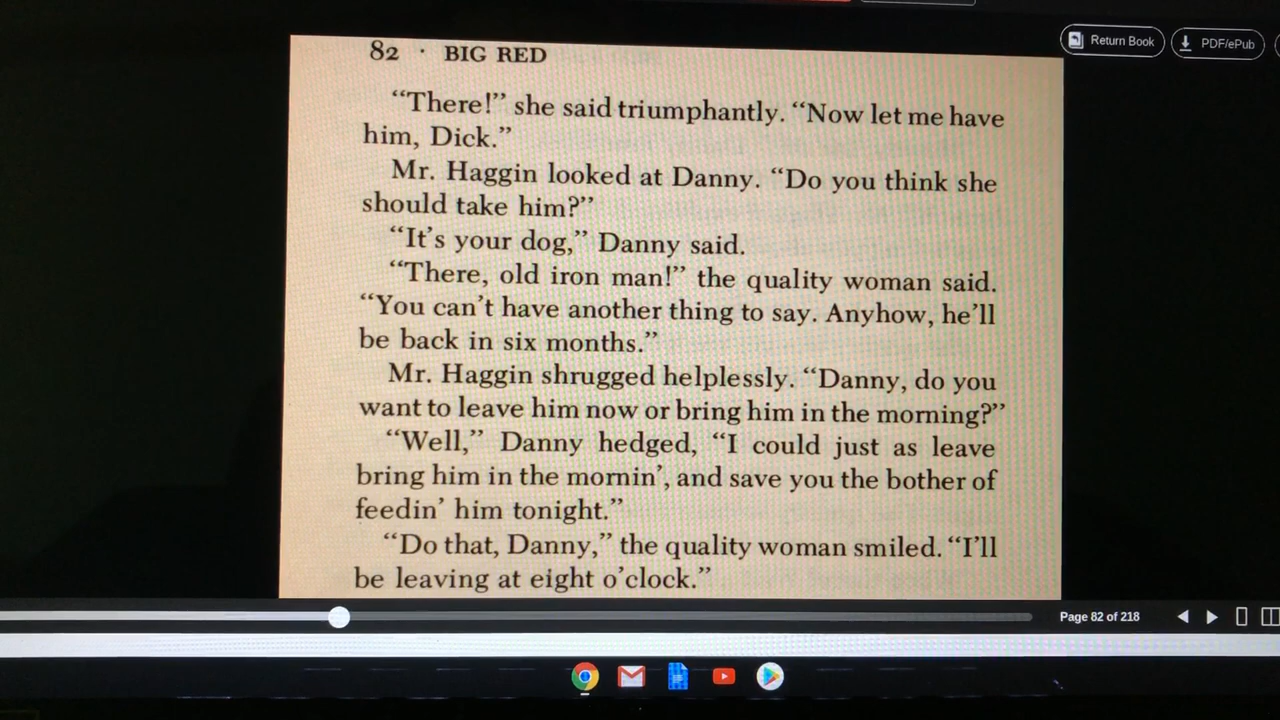 Return Book
PDF/ePub
82 · BIG RED
“There!” she said triumphantly. “Now let me have
him, Dick.”
Mr. Haggin looked at Danny. “Do you think she
should take him?”
“It’s your dog,” Danny said.
“There, old iron man!” the quality woman said.
“You can’t have another thing to say. Anyhow, he’ll
be back in six months.”
Mr. Haggin shrugged helplessly. “Danny, do you
want to leave him now or bring him in the morning?”
“Well,” Danny hedged, “I could just as leave
bring him in the mornin’, and save you the bother of
feedin’ him tonight.”
“Do that, Danny,” the quality woman smiled. “I’ll
be leaving at eight o’clock.”
Page 82 of 218